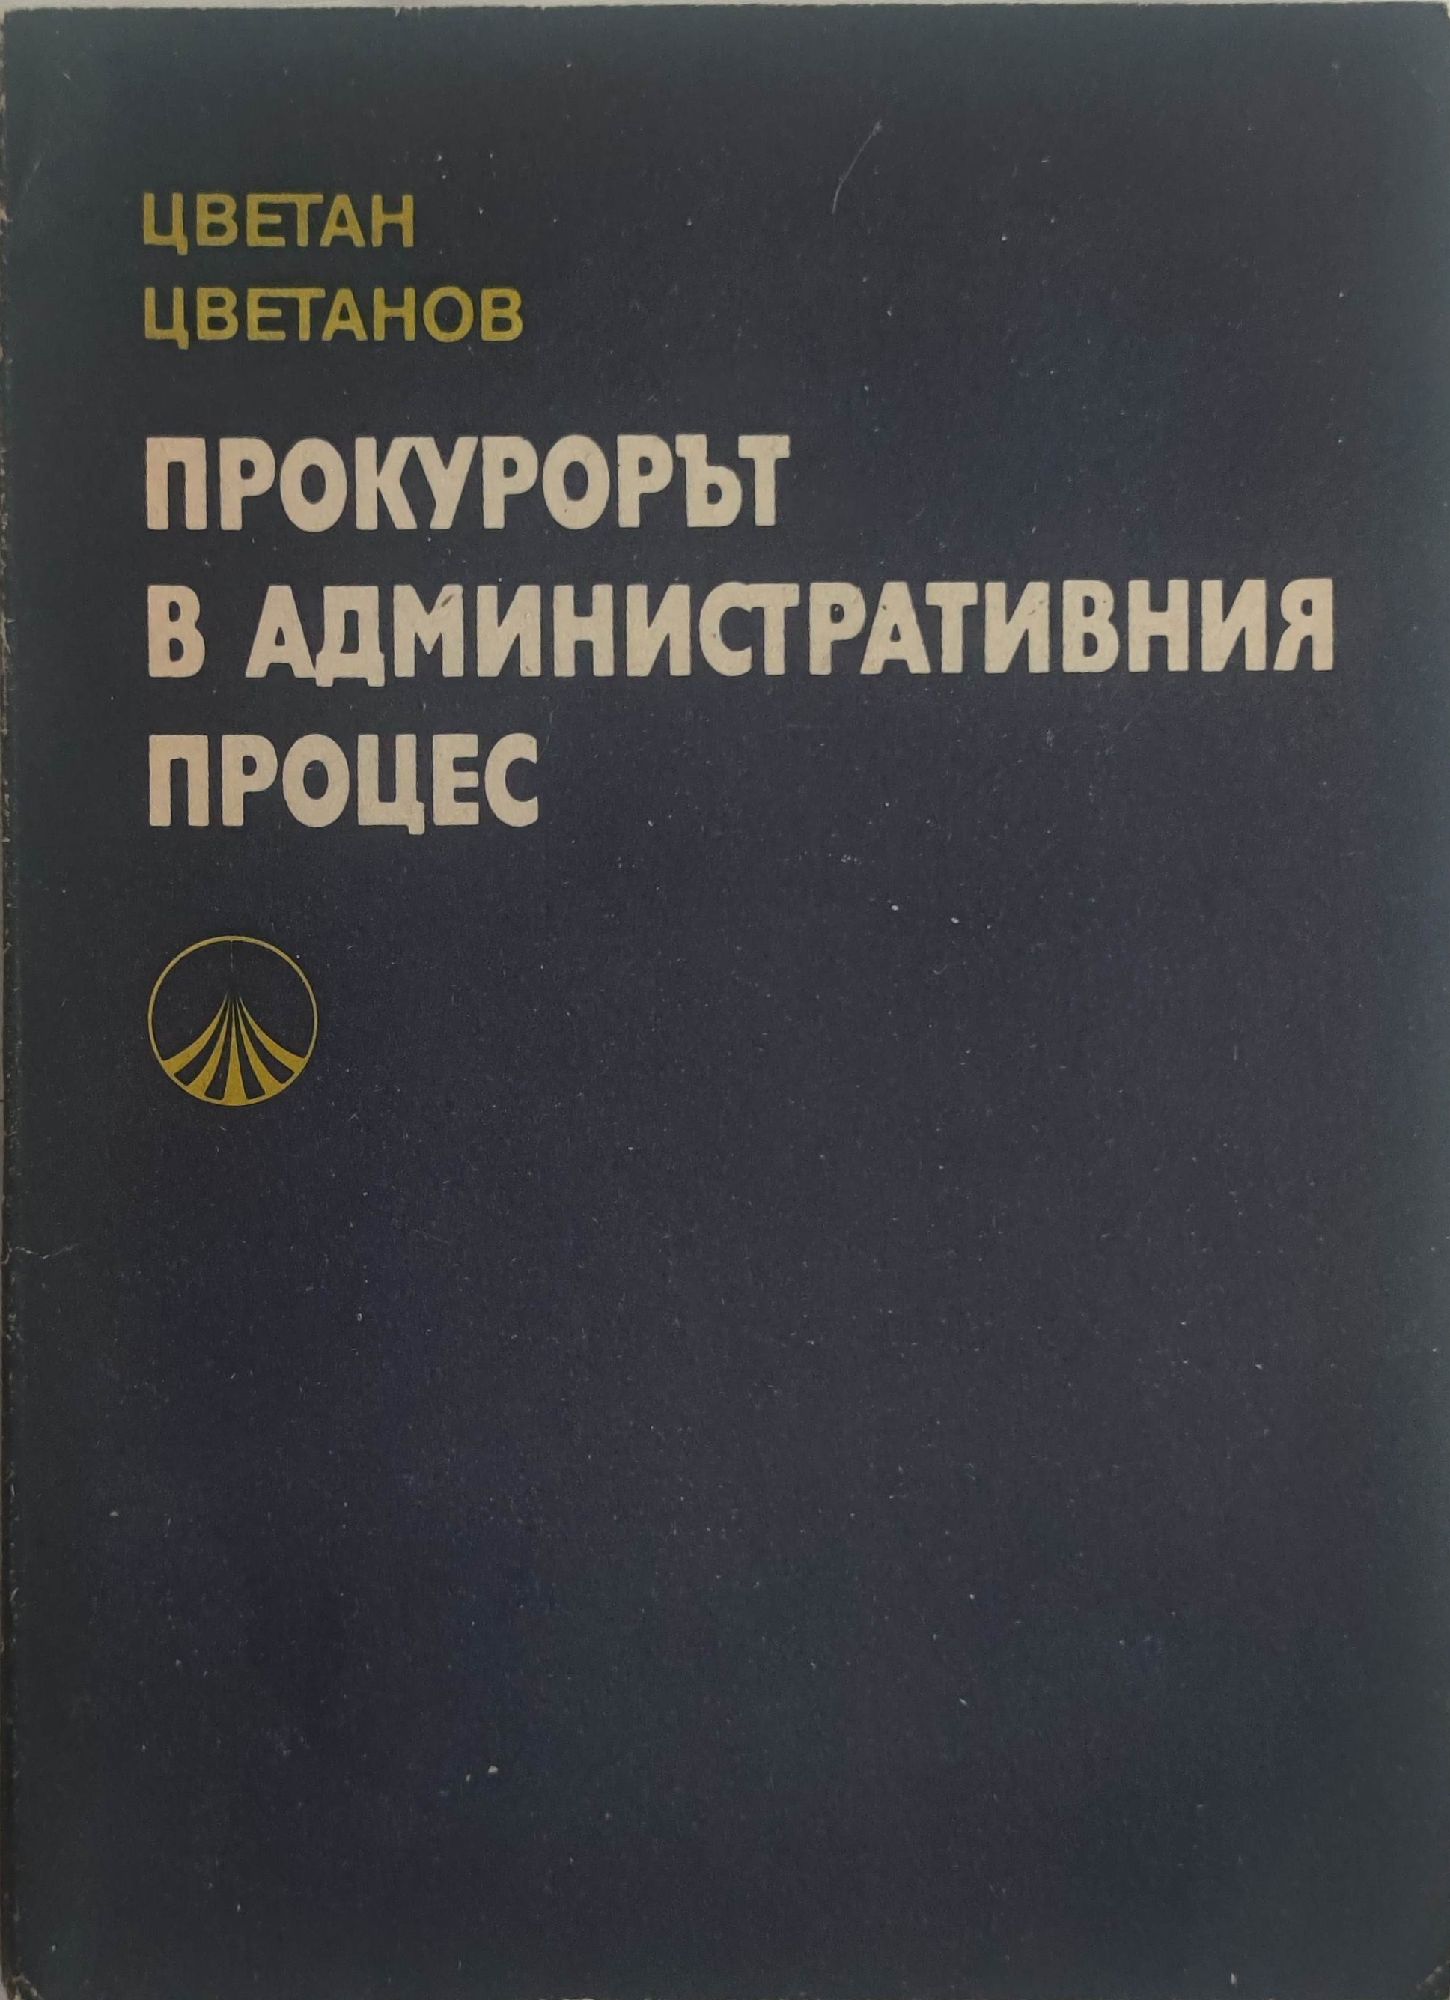 ЦВЕТАН
ЦВЕТАНОВ
ПРОКУРОРЪТ
В АДМИНИСТРАТИВНИЯ
ПРОЦЕС